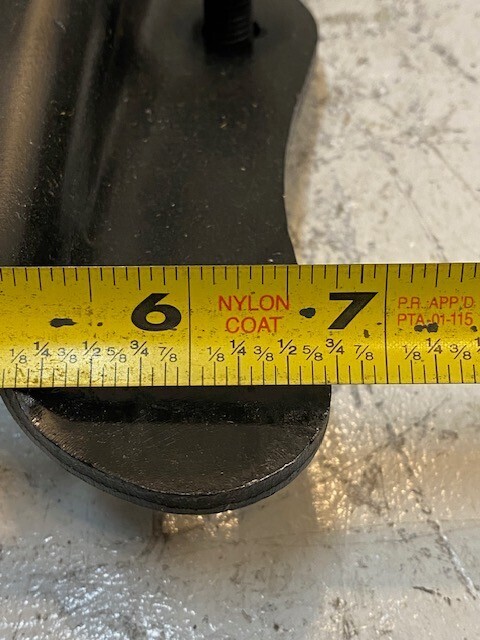 6 NYLON 7 P.R. APP'D
COAT PTA-01-115
1/8 1/4 3/8 1/2 5/8 3/4 7/8 1/8 1/4 3/8 1/2 5/8 3/4 7/8 1/8 1/4 3/8 1/